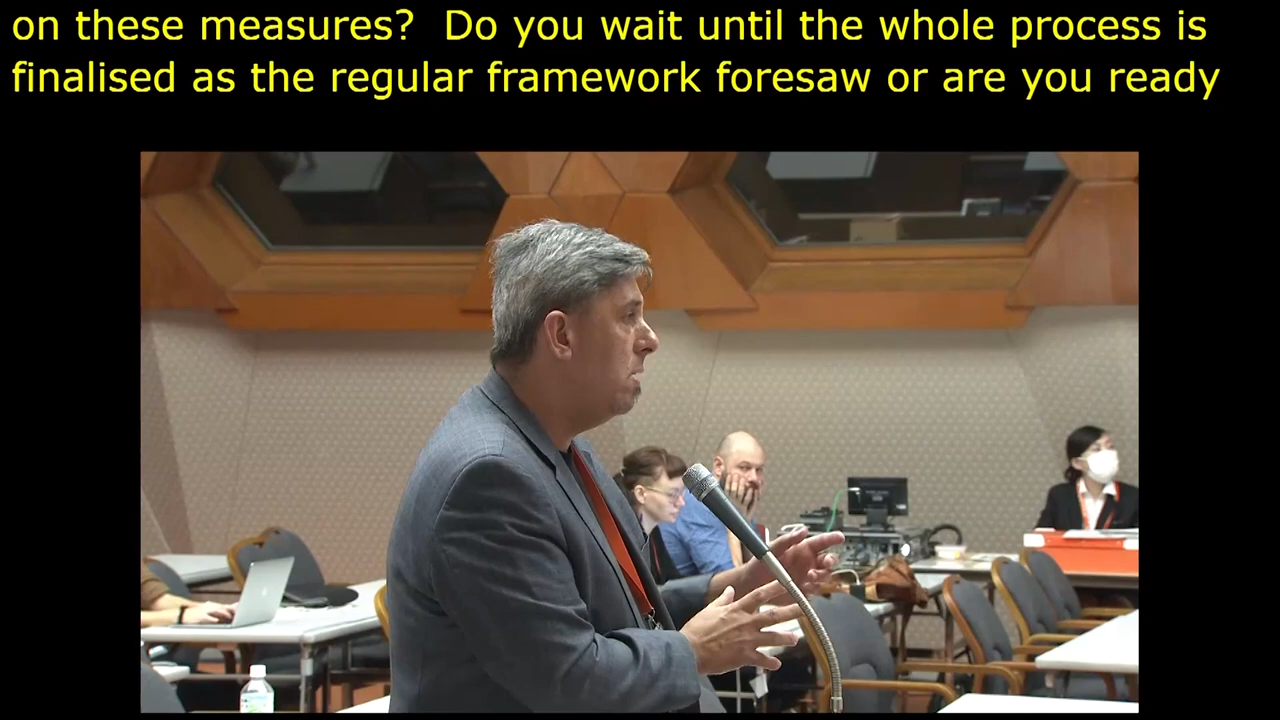 on these measures?  Do you wait until the whole process is
finalised as the regular framework foresaw or are you ready